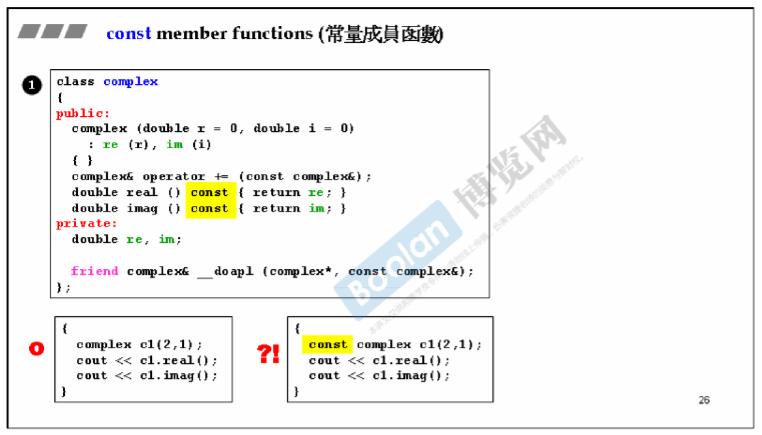 const member functions (常量成員函數)
1
class complex
{
public:
complex (double r = 0, double i = 0)
: re (r), im (i)
{ }
complex& operator += (const complex&);
double real () const { return re; }
double imag () const { return im; }
private:
double re, im;
friend complex& __doapl (complex*, const complex&);
};
Boolan 博览网
O
{
complex c1(2,1);
cout << c1.real();
cout << c1.imag();
}
?!
{
const complex c1(2,1);
cout << c1.real();
cout << c1.imag();
}
26